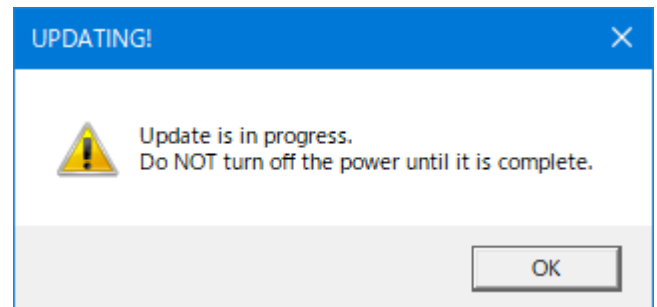 UPDATING!
Update is in progress.
Do NOT turn off the power until it is complete.
OK